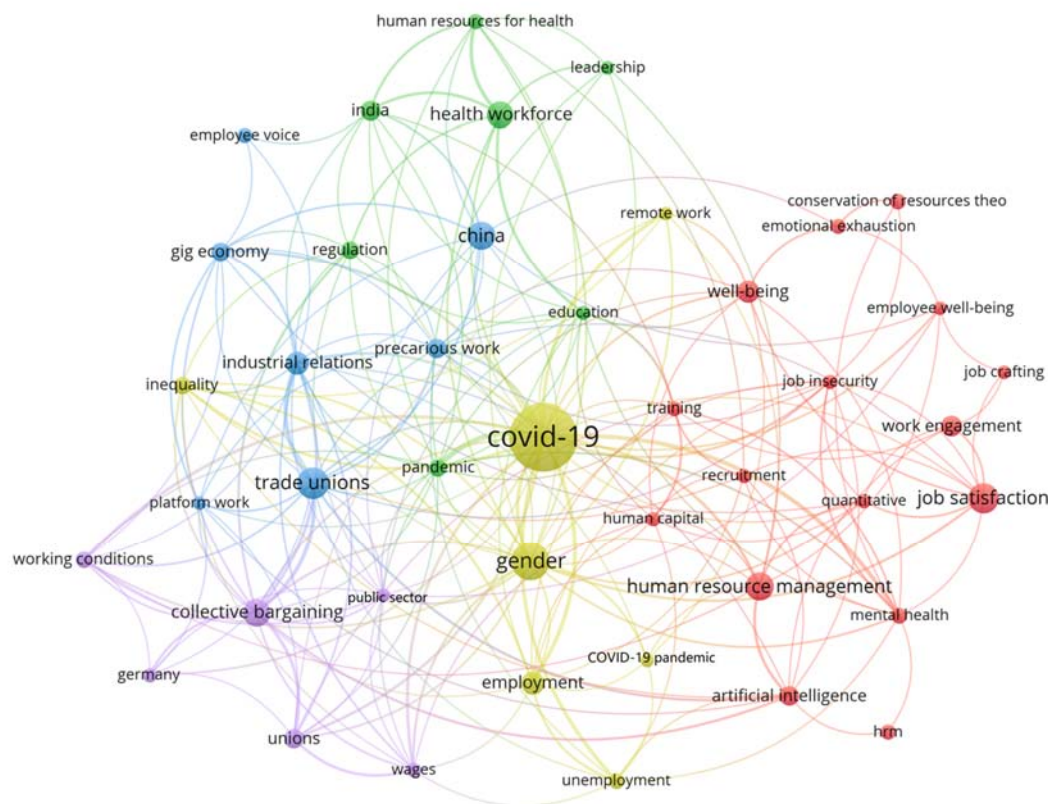 human resources for health
leadership
india
health workforce
employee voice
conservation of resources theo
remote work
emotional exhaustion
china
gig economy
regulation
well-being
education
employee well-being
precarious work
industrial relations
job crafting
inequality
job insecurity
training
work engagement
covid-19
pandemic
recruitment
trade unions
quantitative
job satisfaction
platform work
human capital
working conditions
gender
human resource management
public sector
collective bargaining
mental health
COVID-19 pandemic
germany
employment
artificial intelligence
unions
hrm
wages
unemployment